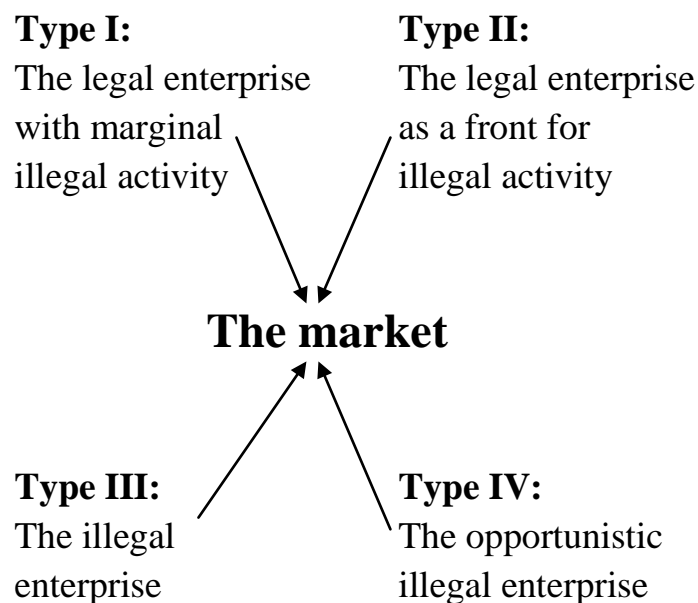 Type I:
The legal enterprise
with marginal
illegal activity
Type II:
The legal enterprise
as a front for
illegal activity
The market
Type III:
The illegal
enterprise
Type IV:
The opportunistic
illegal enterprise